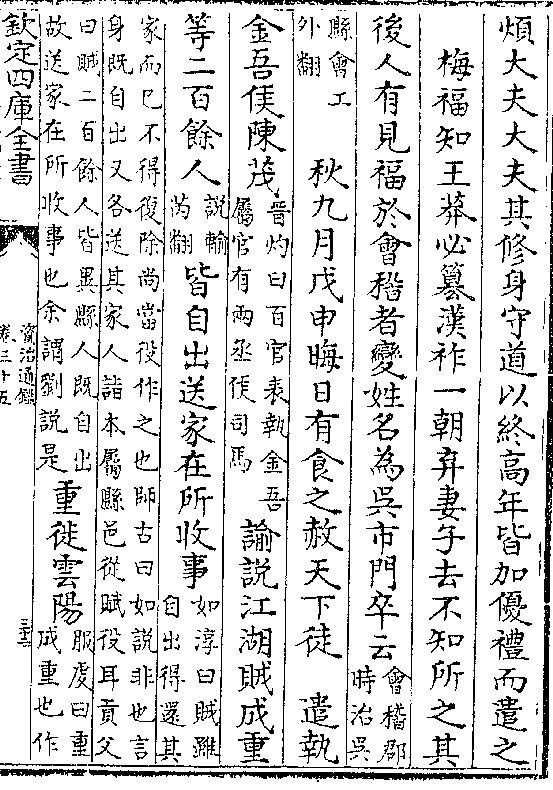 煩大夫大夫其修身守道以終髙年皆加優禮而遣之
梅福知王莽必篡漢祚一朝弃妻子去不知所之其
後人有見福於會稽者變姓名為吳市門卒云會稽郡時治吳
縣會工外翻秋九月戊申晦日有食之赦天下徒 遣執
金吾𠉀陳茂晉灼曰百官表執金吾屬官有兩丞𠉀司馬諭說江湖賊成重
等二百餘人說輸芮翻皆自出送家在所收事如淳曰賊雖自出得還其
家而巳不得復除尚當役作之也師古曰如說非也言
身既自出又各送其家人詣本屬縣邑從賦役耳貢父
曰賊二百餘人皆異縣人既自出
故送家在所收事也余謂劉說是重徙雲陽服虔曰重成重也作
欽定四庫全書
資治通鑑
卷三十五